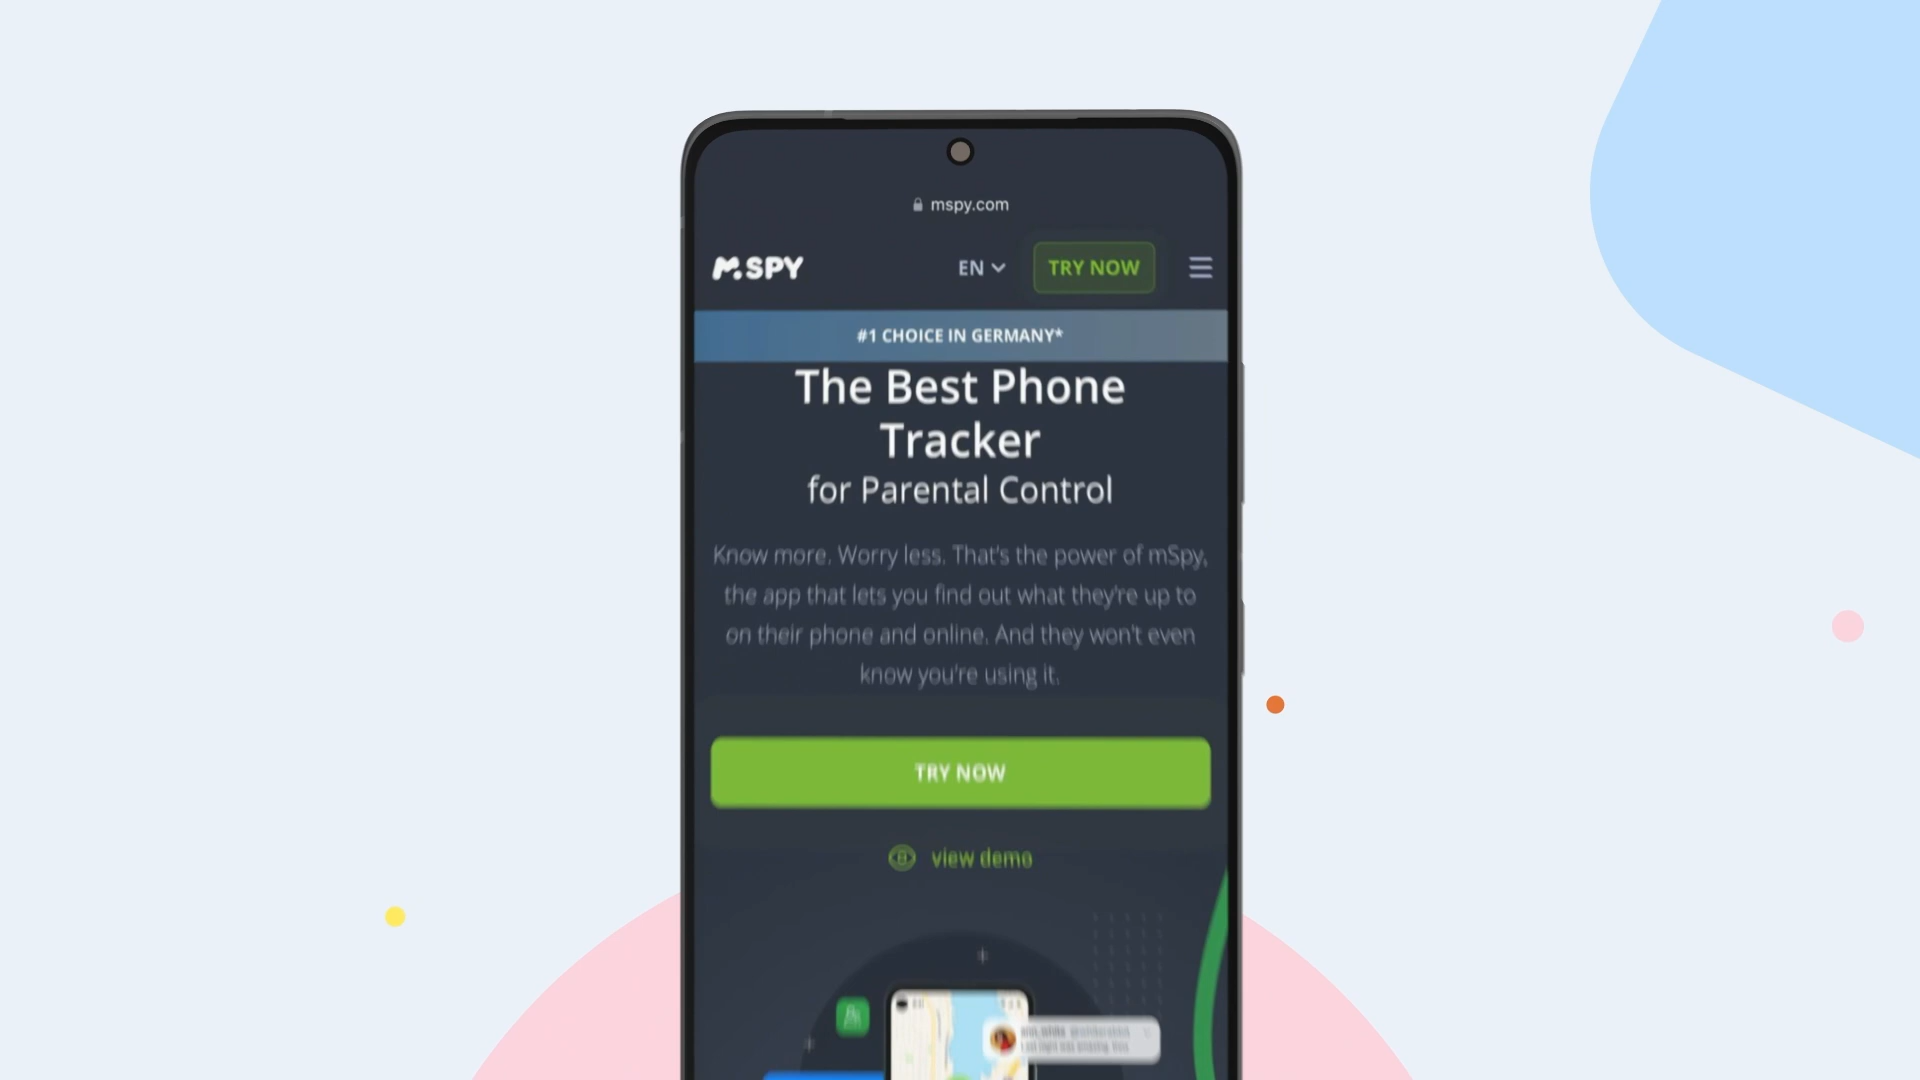 mspy.com
mSPY
EN
TRY NOW
#1 CHOICE IN GERMANY*
The Best Phone
Tracker
for Parental Control
Know more. Worry less. That's the power of mSpy,
the app that lets you find out what they're up to
on their phone and online. And they won't even
know you're using it.
TRY NOW
view demo